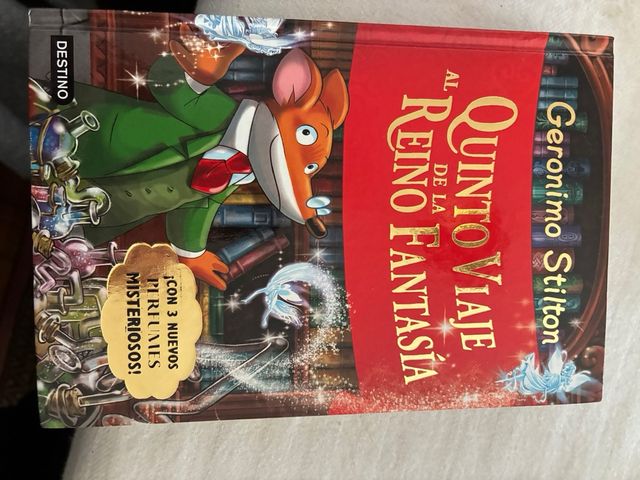 Geronimo Stilton
QUINTO VIAJE
AL
DE LA
REINO FANTASÍA
¡CON 3 NUEVOS
PERFUMES
MISTERIOSOS!
DESTINO